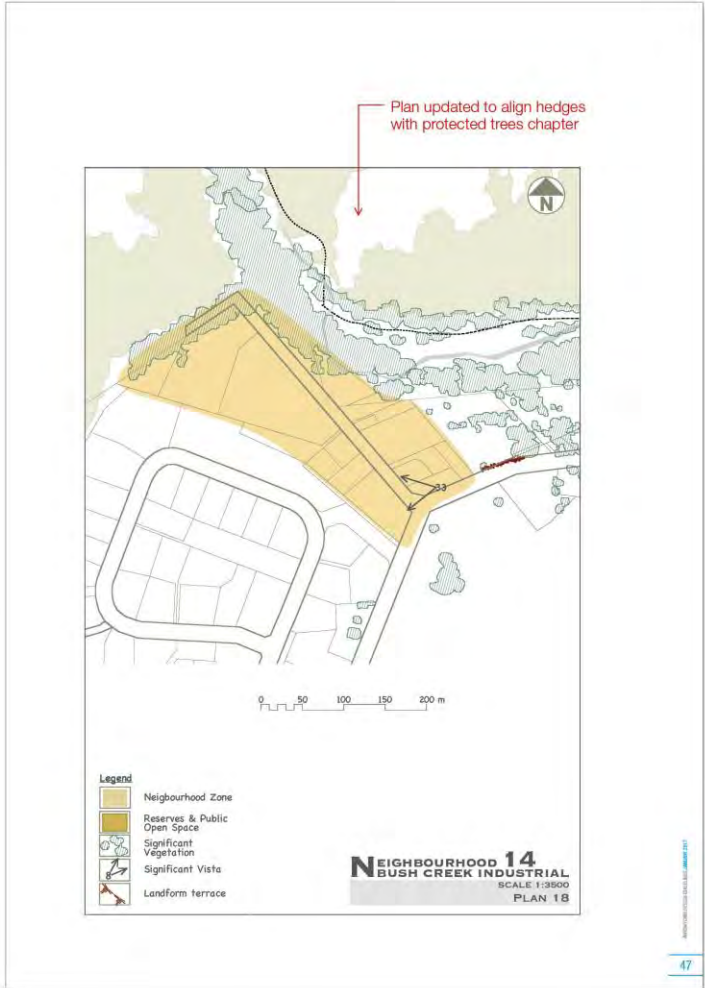 Plan updated to align hedges
with protected trees chapter
N
33
0 50 100 150 200 m
Legend
Neigbourhood Zone
Reserves & Public
Open Space
Significant
Vegetation
8
Significant Vista
Landform terrace
NEIGHBOURHOOD 14
BUSH CREEK INDUSTRIAL
SCALE 1:3500
PLAN 18
47